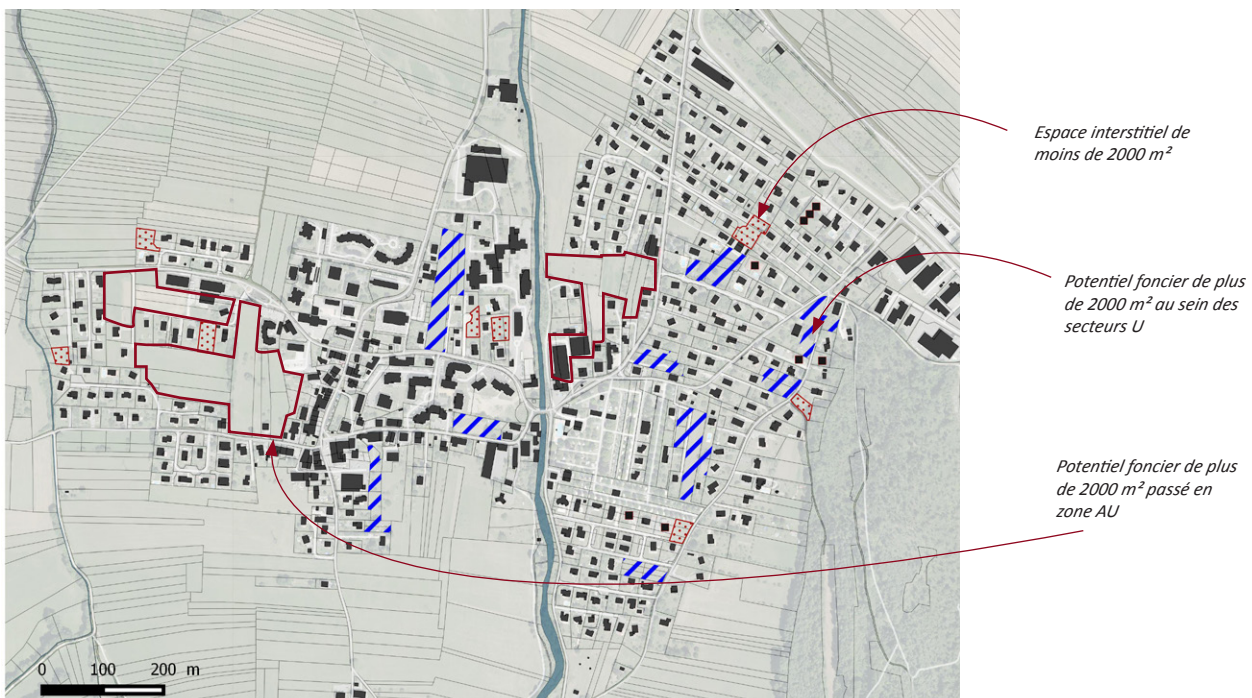 Espace interstitiel de
moins de 2000 m²
Potentiel foncier de plus
de 2000 m² au sein des
secteurs U
Potentiel foncier de plus
de 2000 m² passé en
zone AU
0 100 200 m